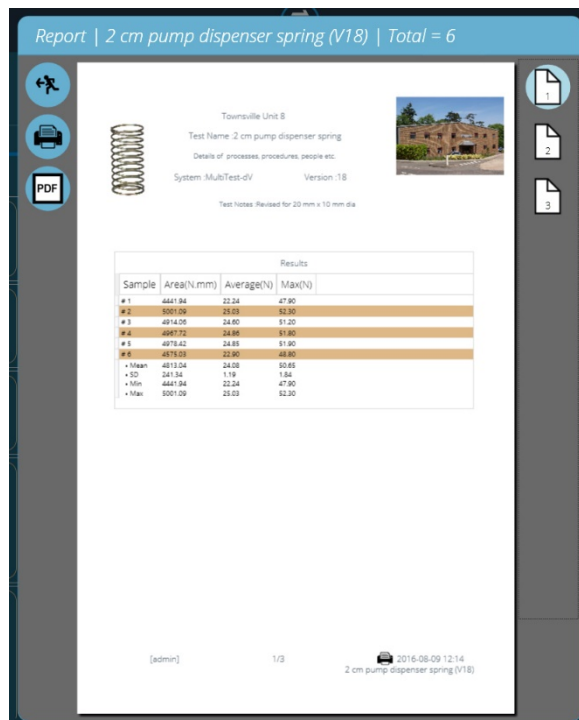 Report | 2 cm pump dispenser spring (V18) | Total = 6
PDF
1
2
3
Townsville Unit 8
Test Name :2 cm pump dispenser spring
Details of processes, procedures, people etc.
System :MultiTest-dV Version :18
Test Notes :Revised for 20 mm x 10 mm dia
Results
Sample Area(N.mm) Average(N) Max(N)
# 1 4441.94 22.24 47.90
# 2 5001.09 25.03 52.30
# 3 4914.06 24.60 51.20
# 4 4967.72 24.86 51.80
# 5 4978.42 24.85 51.90
# 6 4575.03 22.90 48.80
• Mean 4813.04 24.08 50.65
• SD 241.34 1.19 1.84
• Min 4441.94 22.24 47.90
• Max 5001.09 25.03 52.30
[admin] 1/3 2016-08-09 12:14
2 cm pump dispenser spring (V18)